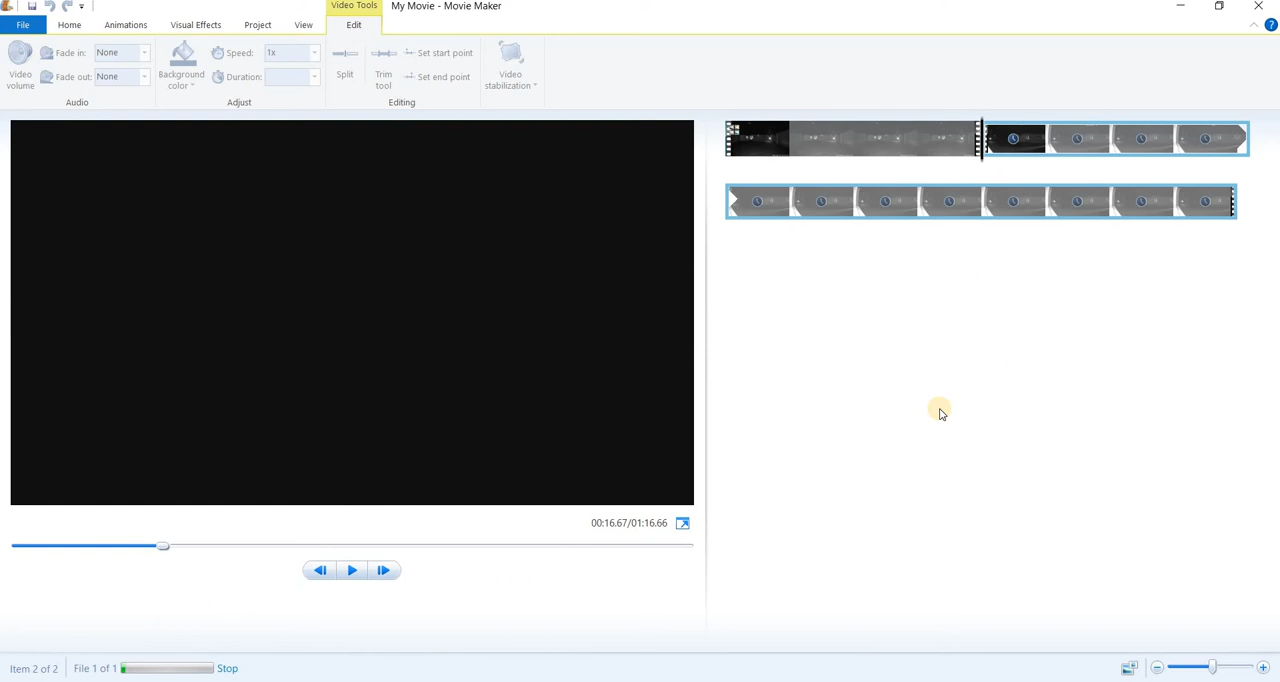 Video Tools
My Movie - Movie Maker
File
Home
Animations
Visual Effects
Project
View
Edit
Video volume
Fade in: None
Fade out: None
Audio
Background color
Speed: 1x
Duration:
Adjust
Split
Trim tool
Set start point
Set end point
Editing
Video stabilization
00:16.67/01:16.66
Item 2 of 2
File 1 of 1
Stop